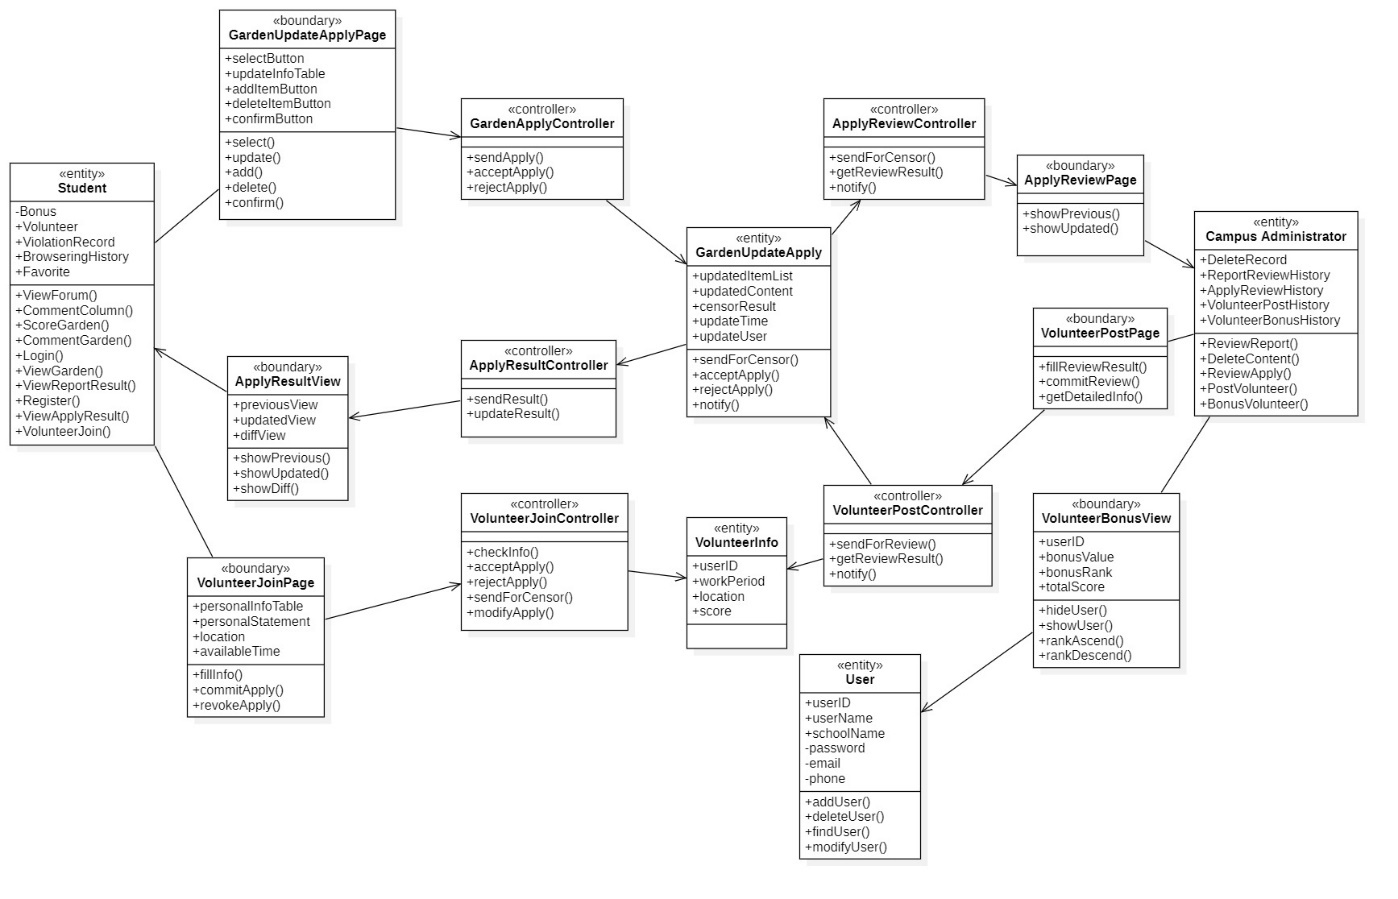 «boundary»
GardenUpdateApplyPage
+selectButton
+updateInfoTable
+addItemButton
+deleteItemButton
+confirmButton
+select()
+update()
+add()
+delete()
+confirm()
«controller»
GardenApplyController
+sendApply()
+acceptApply()
+rejectApply()
«controller»
ApplyReviewController
+sendForCensor()
+getReviewResult()
+notify()
«boundary»
ApplyReviewPage
+showPrevious()
+showUpdated()
«entity»
Student
-Bonus
+Volunteer
+ViolationRecord
+BrowseringHistory
+Favorite
+ViewForum()
+CommentColumn()
+ScoreGarden()
+CommentGarden()
+Login()
+ViewGarden()
+ViewReportResult()
+Register()
+ViewApplyResult()
+VolunteerJoin()
«entity»
GardenUpdateApply
+updatedItemList
+updatedContent
+censorResult
+updateTime
+updateUser
+sendForCensor()
+acceptApply()
+rejectApply()
+notify()
«entity»
Campus Administrator
+DeleteRecord
+ReportReviewHistory
+ApplyReviewHistory
+VolunteerPostHistory
+VolunteerBonusHistory
+ReviewReport()
+DeleteContent()
+ReviewApply()
+PostVolunteer()
+BonusVolunteer()
«boundary»
VolunteerPostPage
+fillReviewResult()
+commitReview()
+getDetailedInfo()
«boundary»
ApplyResultView
+previousView
+updatedView
+diffView
+showPrevious()
+showUpdated()
+showDiff()
«controller»
ApplyResultController
+sendResult()
+updateResult()
«controller»
VolunteerJoinController
+checkInfo()
+acceptApply()
+rejectApply()
+sendForCensor()
+modifyApply()
«entity»
VolunteerInfo
+userID
+workPeriod
+location
+score
«controller»
VolunteerPostController
+sendForReview()
+getReviewResult()
+notify()
«boundary»
VolunteerBonusView
+userID
+bonusValue
+bonusRank
+totalScore
+hideUser()
+showUser()
+rankAscend()
+rankDescend()
«boundary»
VolunteerJoinPage
+personalInfoTable
+personalStatement
+location
+availableTime
+fillInfo()
+commitApply()
+revokeApply()
«entity»
User
+userID
+userName
+schoolName
-password
-email
-phone
+addUser()
+deleteUser()
+findUser()
+modifyUser()